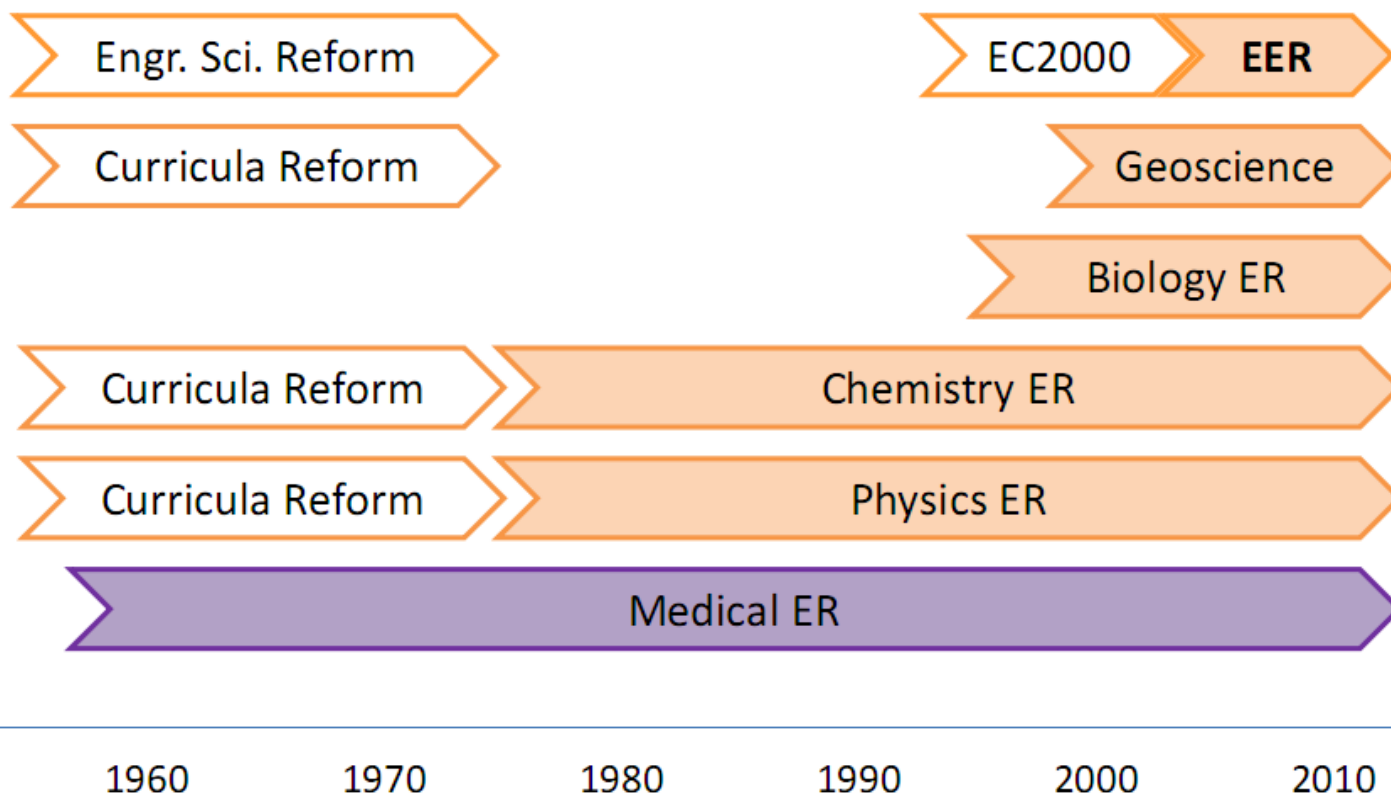 Engr. Sci. Reform EC2000 EER
Curricula Reform Geoscience
Biology ER
Curricula Reform Chemistry ER
Curricula Reform Physics ER
Medical ER
1960 1970 1980 1990 2000 2010